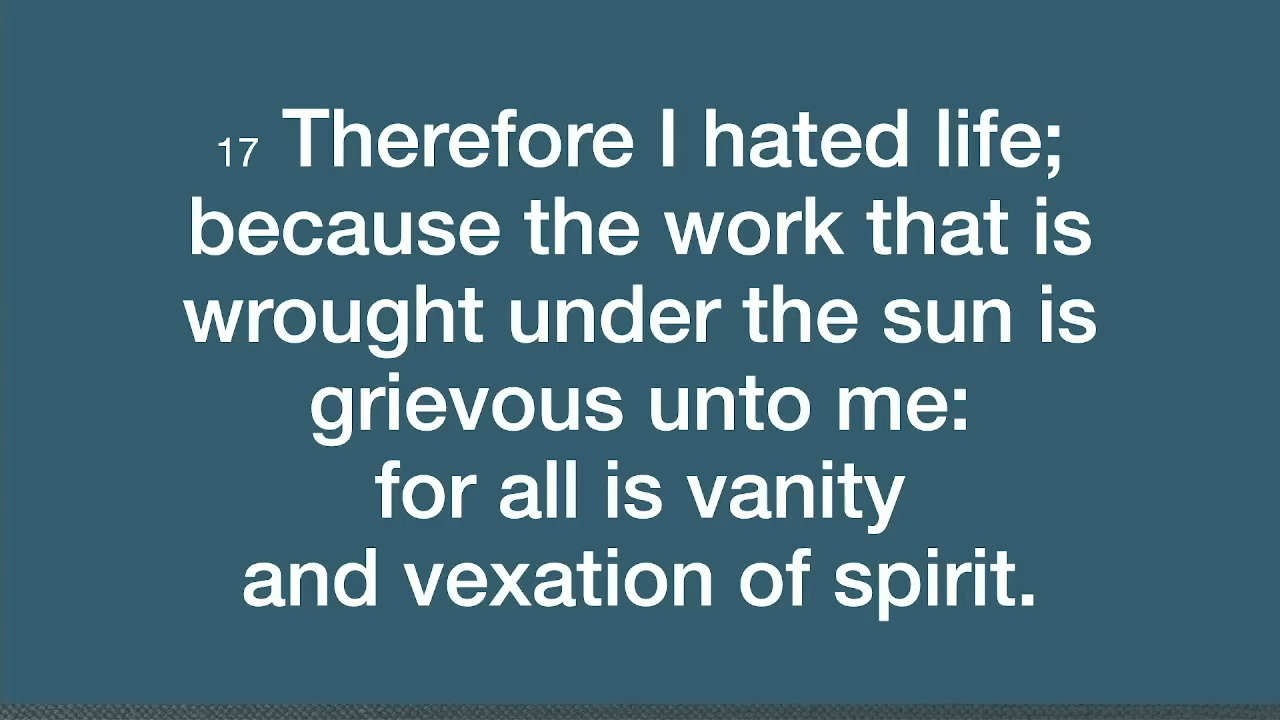 17 Therefore I hated life;
because the work that is
wrought under the sun is
grievous unto me:
for all is vanity
and vexation of spirit.